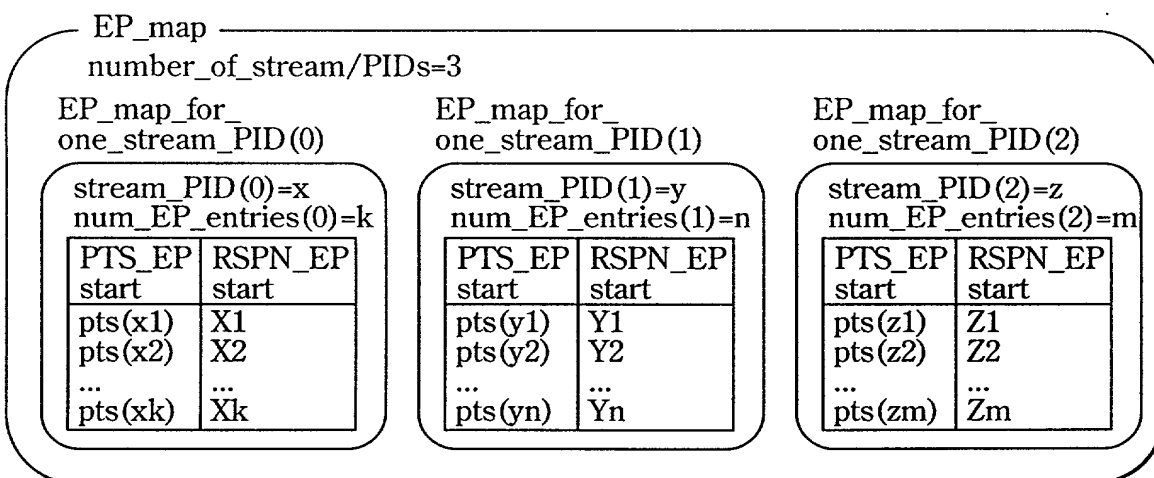 EP_map
number_of_stream/PIDs=3
EP_map_for_
one_stream_PID(0)
stream_PID(0)=x
num_EP_entries(0)=k
PTS_EP RSPN_EP
start start
pts(x1) X1
pts(x2) X2
... ...
pts(xk) Xk
EP_map_for_
one_stream_PID(1)
stream_PID(1)=y
num_EP_entries(1)=n
PTS_EP RSPN_EP
start start
pts(y1) Y1
pts(y2) Y2
... ...
pts(yn) Yn
EP_map_for_
one_stream_PID(2)
stream_PID(2)=z
num_EP_entries(2)=m
PTS_EP RSPN_EP
start start
pts(z1) Z1
pts(z2) Z2
... ...
pts(zm) Zm